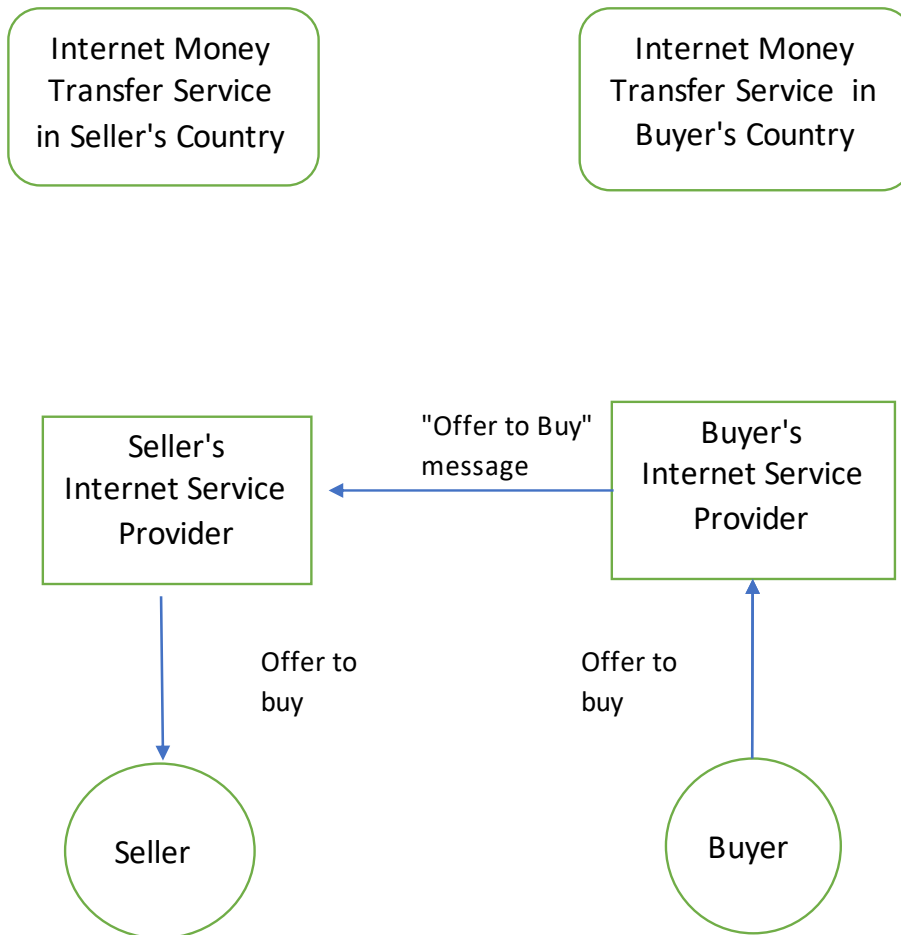 Internet Money
Transfer Service
in Seller's Country
Internet Money
Transfer Service  in
Buyer's Country
"Offer to Buy"
message
Seller's
Internet Service
Provider
Buyer's
Internet Service
Provider
Offer to
buy
Offer to
buy
Seller
Buyer